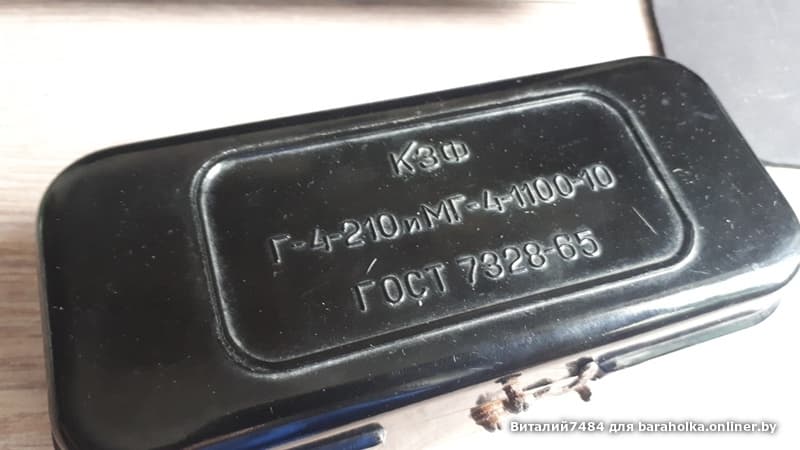 КЗФ
Г-4-210 и МГ-4-1100-10
ГОСТ 7328-65
Виталий7484 для baraholka.onliner.by